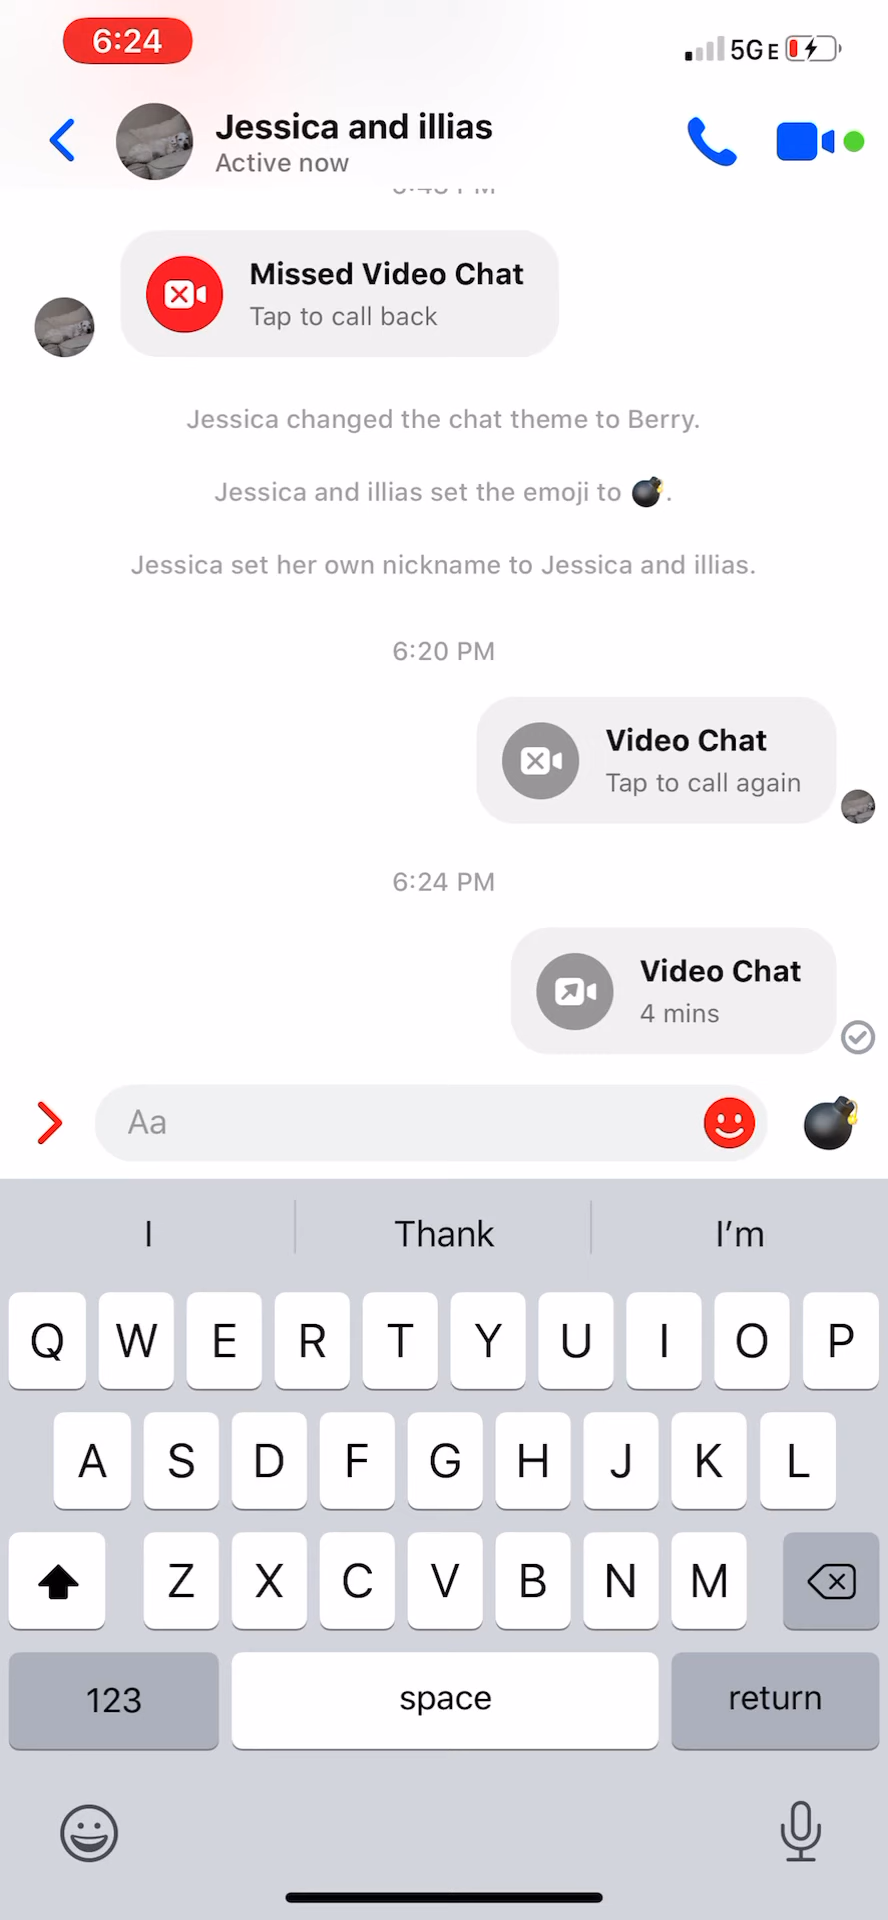 6:24
5GE
Jessica and illias
Active now
Missed Video Chat
Tap to call back
Jessica changed the chat theme to Berry.
Jessica and illias set the emoji to 💣.
Jessica set her own nickname to Jessica and illias.
6:20 PM
Video Chat
Tap to call again
6:24 PM
Video Chat
4 mins
Aa
I Thank I'm
Q W E R T Y U I O P
A S D F G H J K L
Z X C V B N M
123 space return